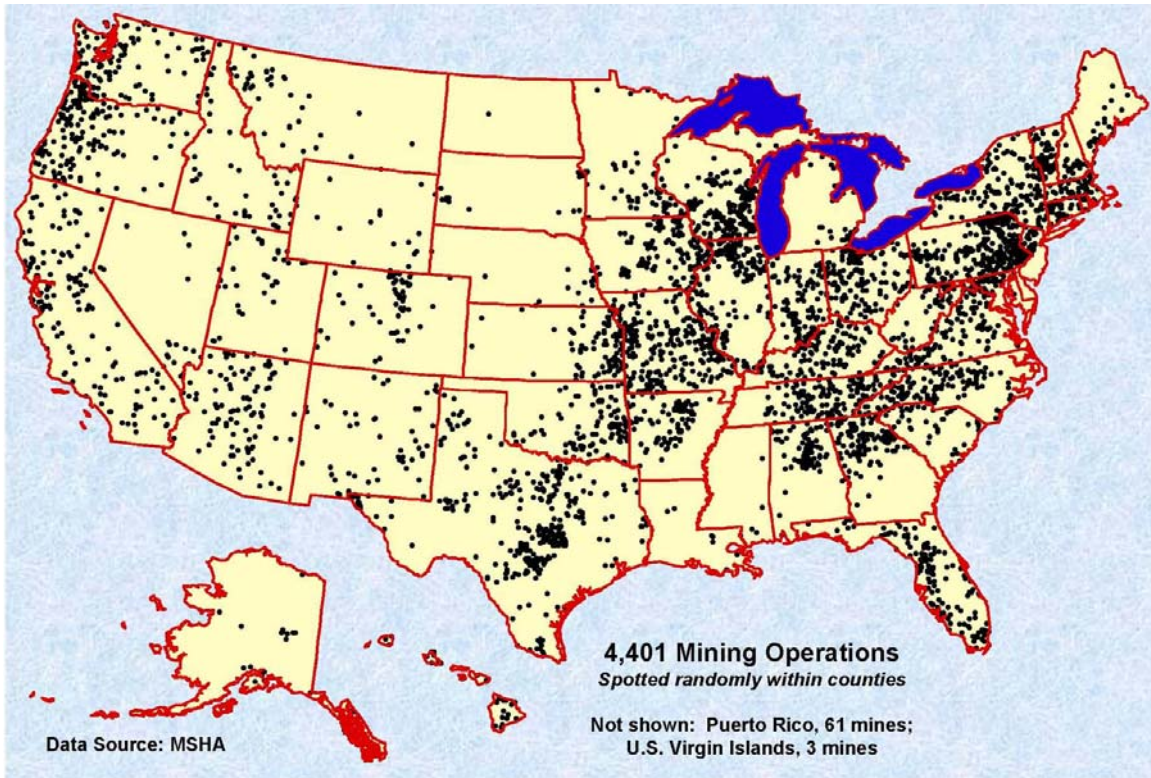 4,401 Mining Operations
Spotted randomly within counties
Not shown: Puerto Rico, 61 mines;
U.S. Virgin Islands, 3 mines
Data Source: MSHA